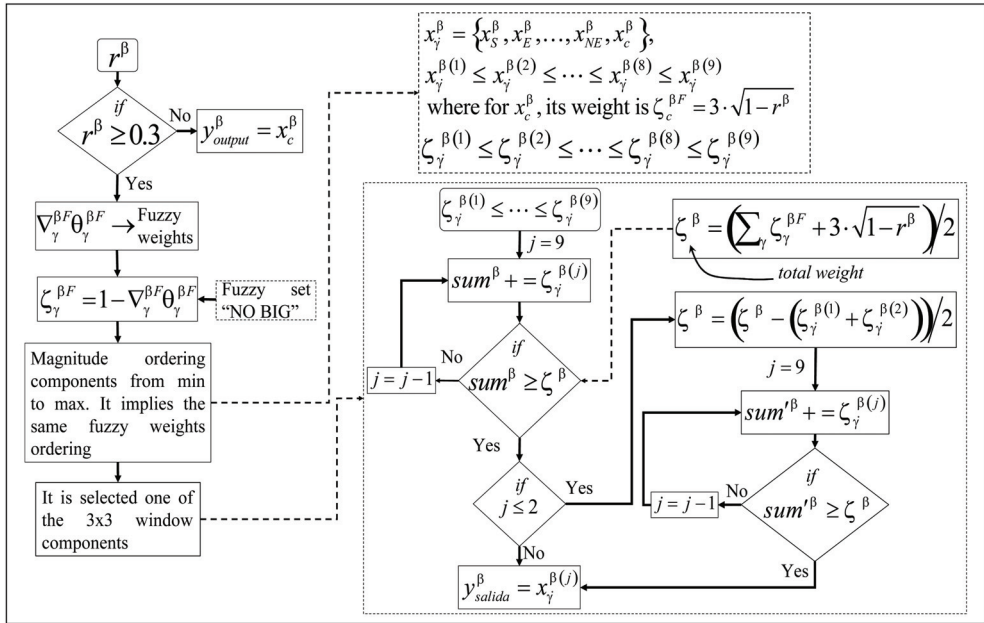 r^β
if
r^β ≥ 0.3
No
y^β_output = x^β_c
Yes
∇^βF_γ θ^βF_γ → Fuzzy
weights
ζ^βF_γ = 1 − ∇^βF_γ θ^βF_γ
Fuzzy set
“NO BIG”
Magnitude ordering
components from min
to max. It implies the
same fuzzy weights
ordering
It is selected one of
the 3x3 window
components
x^β_γ̇ = {x^β_S, x^β_E, …, x^β_NE, x^β_c},
x^β(1)_γ̇ ≤ x^β(2)_γ̇ ≤ ⋯ ≤ x^β(8)_γ̇ ≤ x^β(9)_γ̇
where for x^β_c, its weight is ζ^βF_c = 3·√(1−r^β)
ζ^β(1)_γ̇ ≤ ζ^β(2)_γ̇ ≤ ⋯ ≤ ζ^β(8)_γ̇ ≤ ζ^β(9)_γ̇
ζ^β(1)_γ̇ ≤ ⋯ ≤ ζ^β(9)_γ̇
j = 9
sum^β + = ζ^β(j)_γ̇
if
sum^β ≥ ζ^β
No
j = j−1
Yes
if
j ≤ 2
Yes
No
y^β_salida = x^β(j)_γ̇
ζ^β = (∑_γ ζ^βF_γ + 3·√(1−r^β))/2
total weight
ζ^β = (ζ^β − (ζ^β(1)_γ̇ + ζ^β(2)_γ̇))/2
j = 9
sum′^β + = ζ^β(j)_γ̇
if
sum′^β ≥ ζ^β
No
j = j−1
Yes